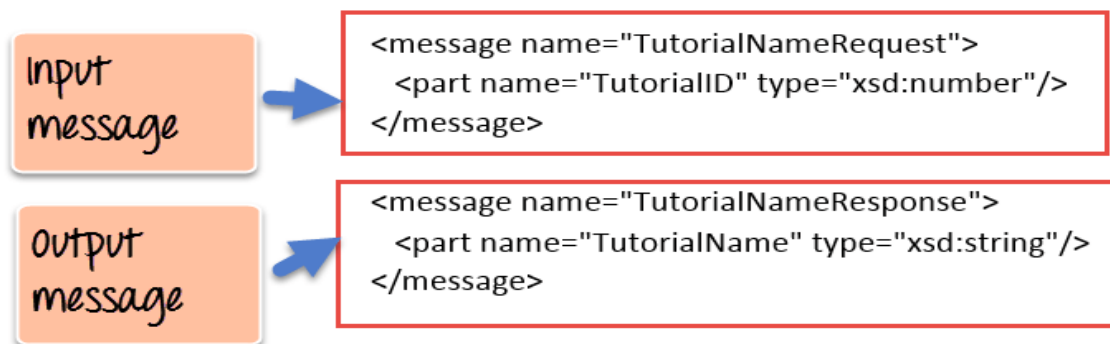 Input
message
<message name="TutorialNameRequest">
<part name="TutorialID" type="xsd:number"/>
</message>
Output
message
<message name="TutorialNameResponse">
<part name="TutorialName" type="xsd:string"/>
</message>